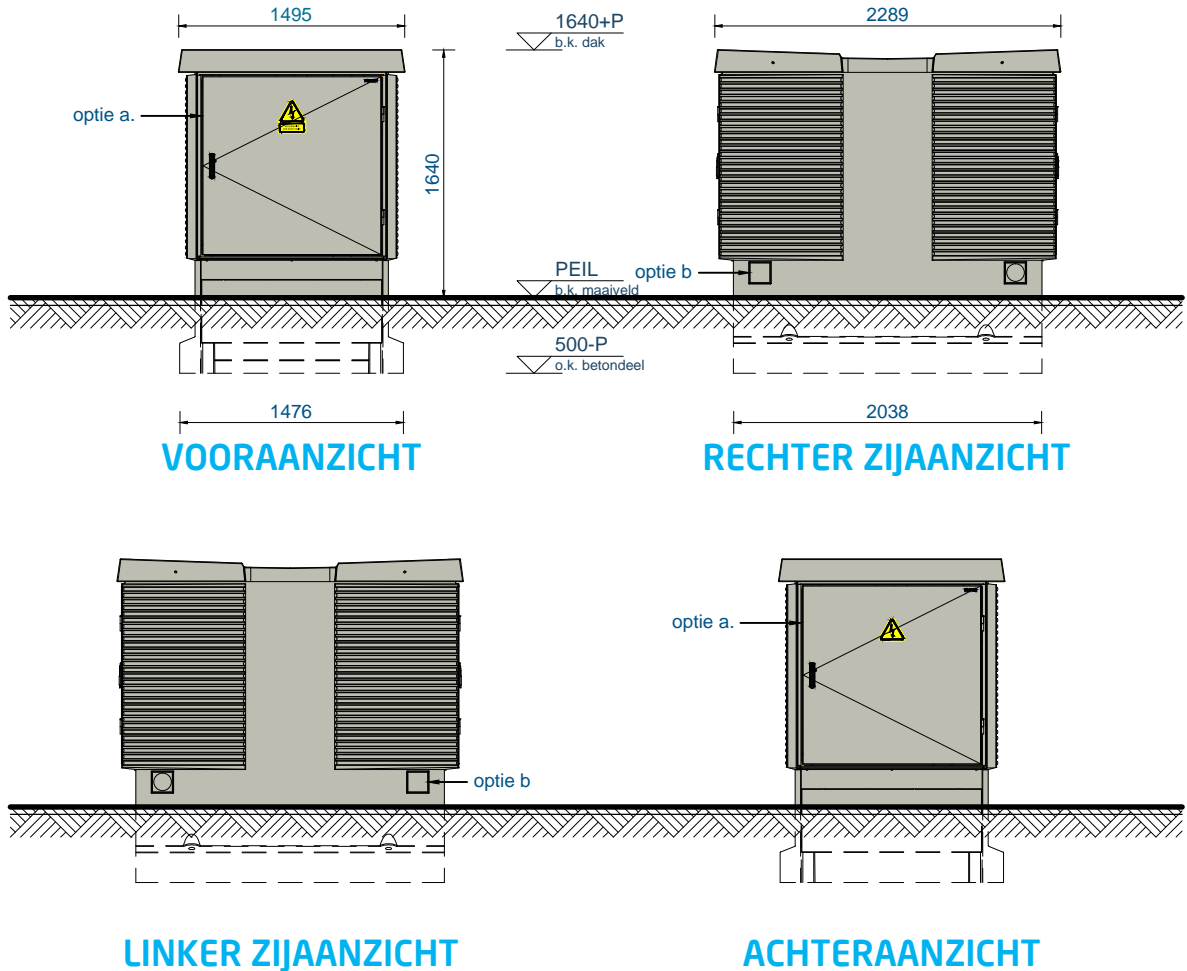 1495
1640+P
b.k. dak
2289
optie a.
1640
PEIL
b.k. maaiveld
optie b
500-P
o.k. betondeel
1476
2038
VOORAANZICHT
RECHTER ZIJAANZICHT
optie a.
optie b
LINKER ZIJAANZICHT
ACHTERAANZICHT